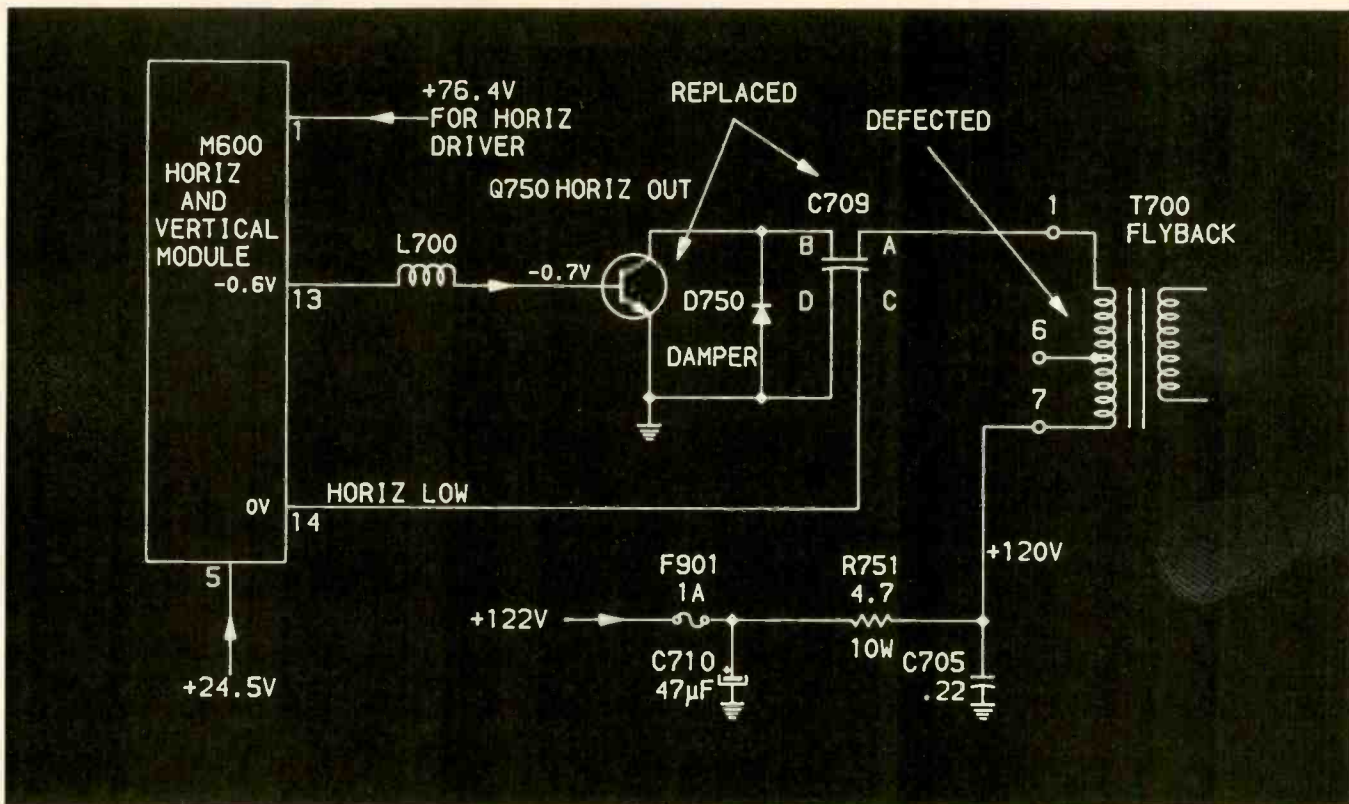 +76.4V
FOR HORIZ
DRIVER
1
M600
HORIZ
AND
VERTICAL
MODULE
-0.6V
13
L700
-0.7V
Q750 HORIZ OUT
REPLACED
C709
B
A
D
C
D750
DAMPER
DEFECTED
1
T700
FLYBACK
6
7
0V
14
HORIZ LOW
5
+24.5V
+122V
F901
1A
C710
+
47µF
R751
4.7
10W
C705
.22
+120V